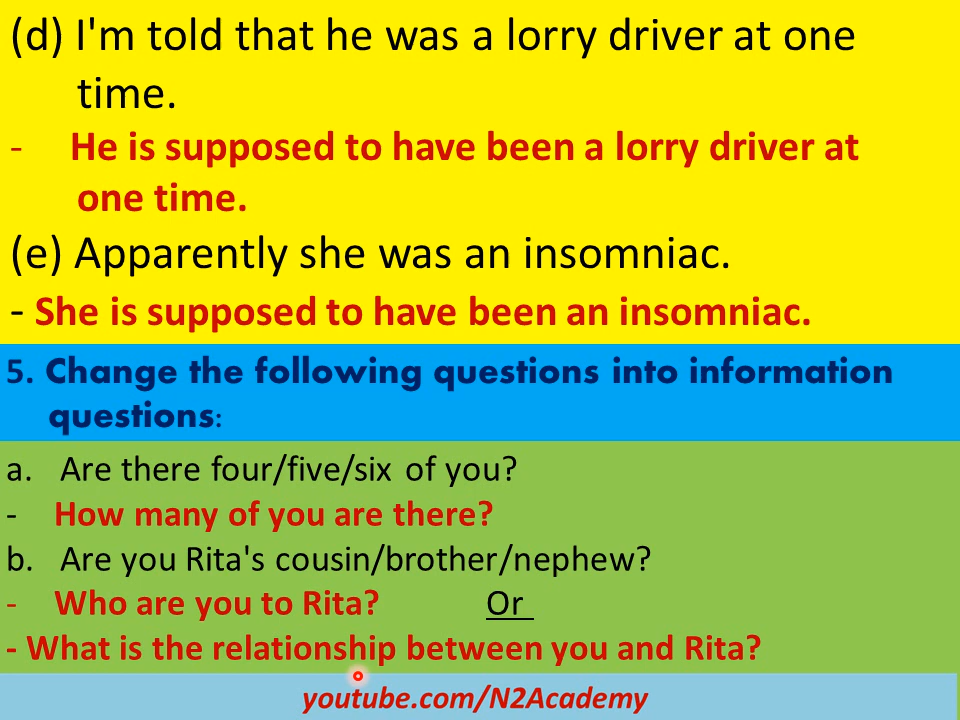 (d) I'm told that he was a lorry driver at one
time.
- He is supposed to have been a lorry driver at
one time.
(e) Apparently she was an insomniac.
- She is supposed to have been an insomniac.
5. Change the following questions into information
questions:
a. Are there four/five/six of you?
- How many of you are there?
b. Are you Rita's cousin/brother/nephew?
- Who are you to Rita? Or
- What is the relationship between you and Rita?
youtube.com/N2Academy